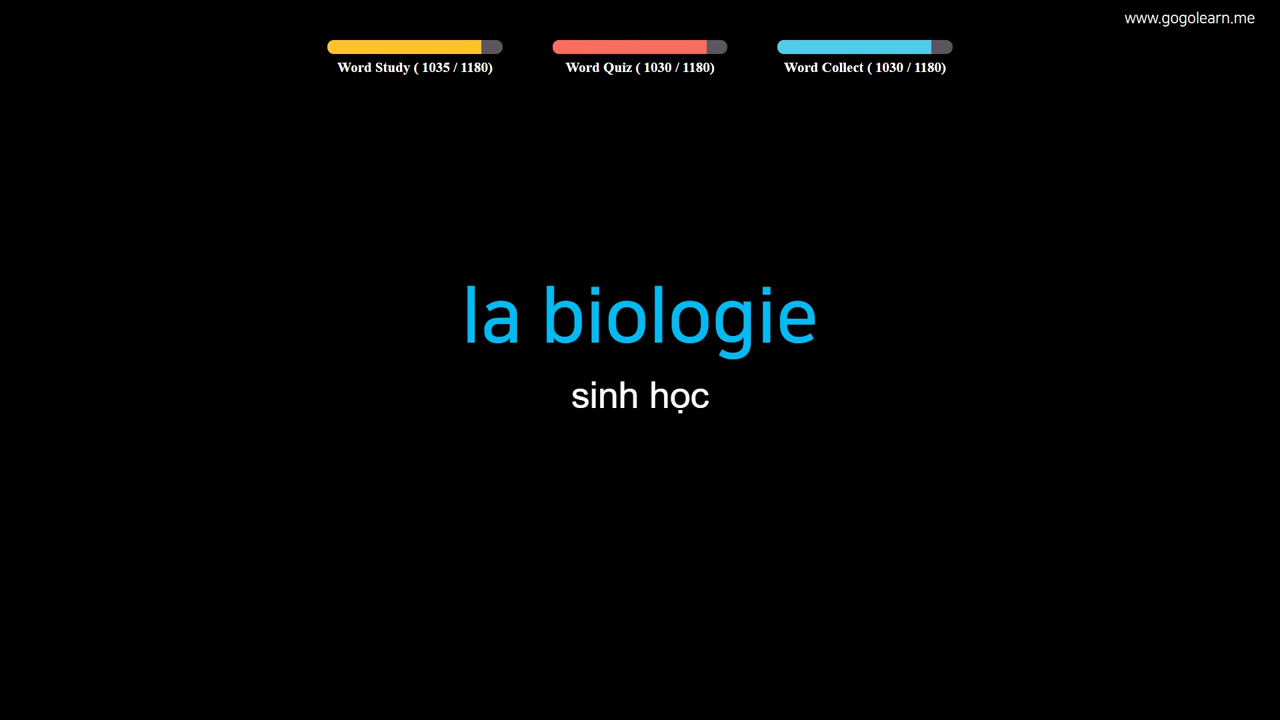 www.gogolearn.me
Word Study ( 1035 / 1180)
Word Quiz ( 1030 / 1180)
Word Collect ( 1030 / 1180)
la biologie
sinh học